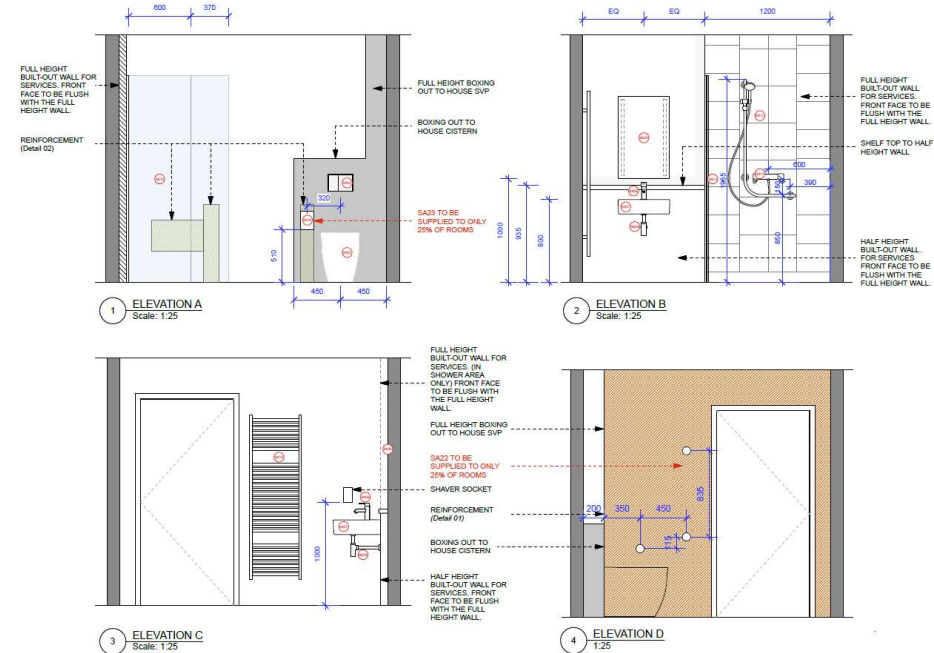 600
370
FULL HEIGHT
BUILT-OUT WALL FOR
SERVICES. FRONT
FACE TO BE FLUSH
WITH THE FULL
HEIGHT WALL.
REINFORCEMENT
(Detail 02)
FULL HEIGHT BOXING
OUT TO HOUSE SVP
BOXING OUT TO
HOUSE CISTERN
320
SA23 TO BE
SUPPLIED TO ONLY
25% OF ROOMS
510
450
450
1
ELEVATION A
Scale: 1:25
EQ
EQ
1200
FULL HEIGHT
BUILT-OUT WALL
FOR SERVICES.
FRONT FACE TO BE
FLUSH WITH THE
FULL HEIGHT WALL.
SHELF TOP TO HALF
HEIGHT WALL
600
390
150
1965
850
1000
935
800
HALF HEIGHT
BUILT-OUT WALL.
FOR SERVICES
FRONT FACE TO BE
FLUSH WITH THE
FULL HEIGHT WALL.
2
ELEVATION B
Scale: 1:25
FULL HEIGHT
BUILT-OUT WALL FOR
SERVICES. (IN
SHOWER AREA
ONLY) FRONT FACE
TO BE FLUSH WITH
THE FULL HEIGHT
WALL.
FULL HEIGHT BOXING
OUT TO HOUSE SVP
SA22 TO BE
SUPPLIED TO ONLY
25% OF ROOMS
SHAVER SOCKET
REINFORCEMENT
(Detail 01)
BOXING OUT TO
HOUSE CISTERN
HALF HEIGHT
BUILT-OUT WALL FOR
SERVICES. FRONT
FACE TO BE FLUSH
WITH THE FULL
HEIGHT WALL.
1000
3
ELEVATION C
Scale: 1:25
200
350
450
835
115
4
ELEVATION D
1:25